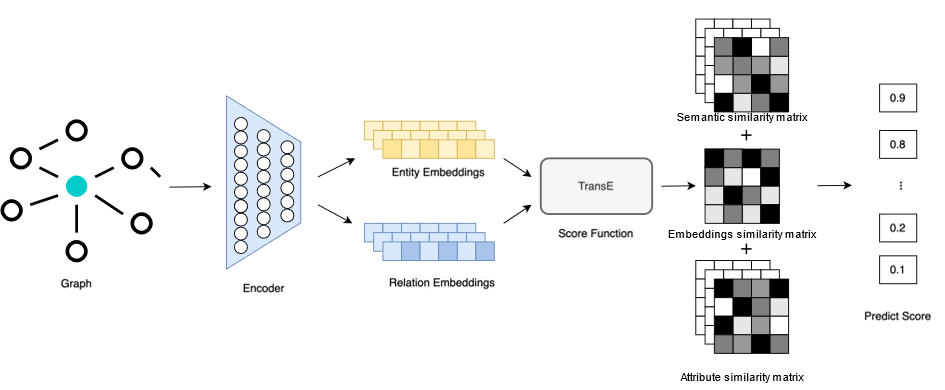 Graph
Encoder
Entity Embeddings
Relation Embeddings
TransE
Score Function
Semantic similarity matrix
+
Embeddings similarity matrix
+
Attribute similarity matrix
0.9
0.8
...
0.2
0.1
Predict Score